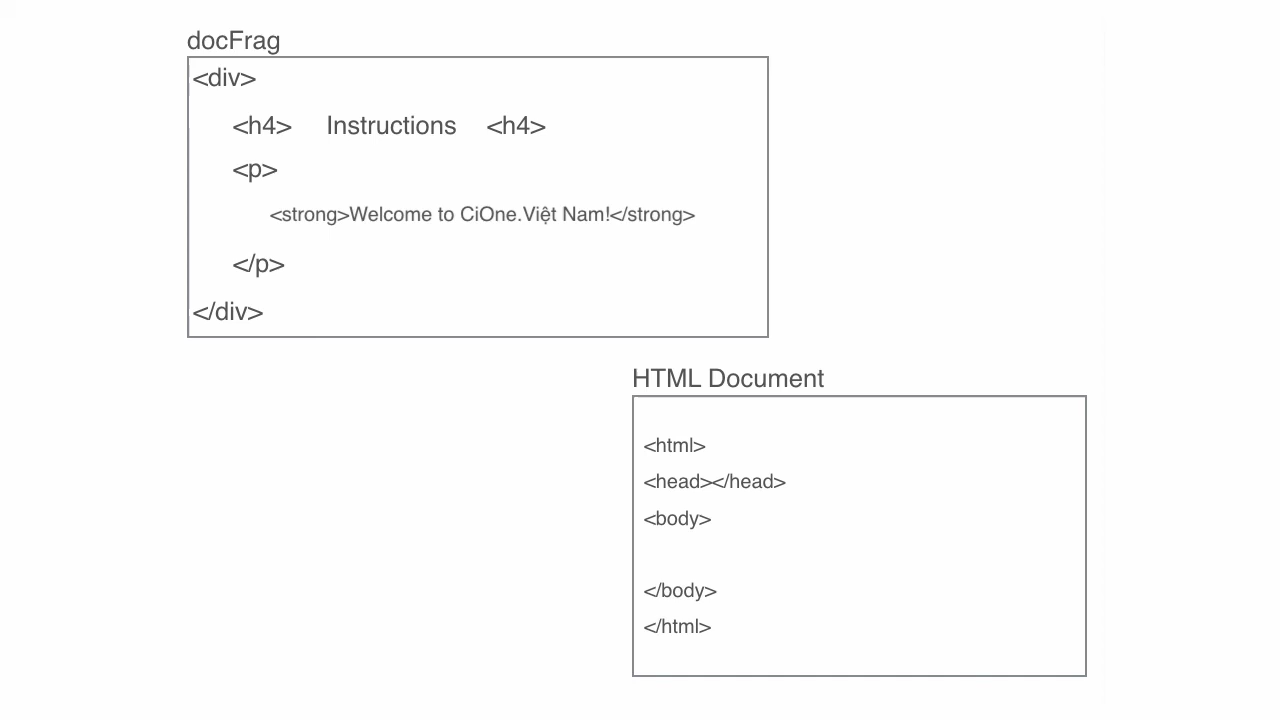 docFrag
<div>
<h4> Instructions <h4>
<p>
<strong>Welcome to CiOne.Việt Nam!</strong>
</p>
</div>
HTML Document
<html>
<head></head>
<body>
</body>
</html>